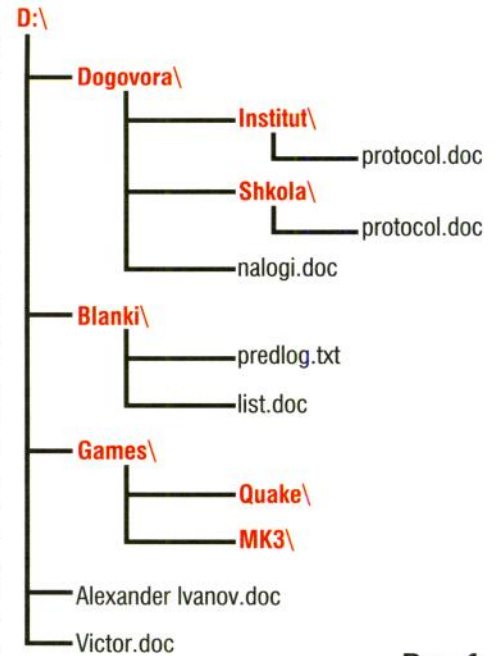 D:\
Dogovora\
Institut\
protocol.doc
Shkola\
protocol.doc
nalogi.doc
Blanki\
predlog.txt
list.doc
Games\
Quake\
MK3\
Alexander Ivanov.doc
Victor.doc